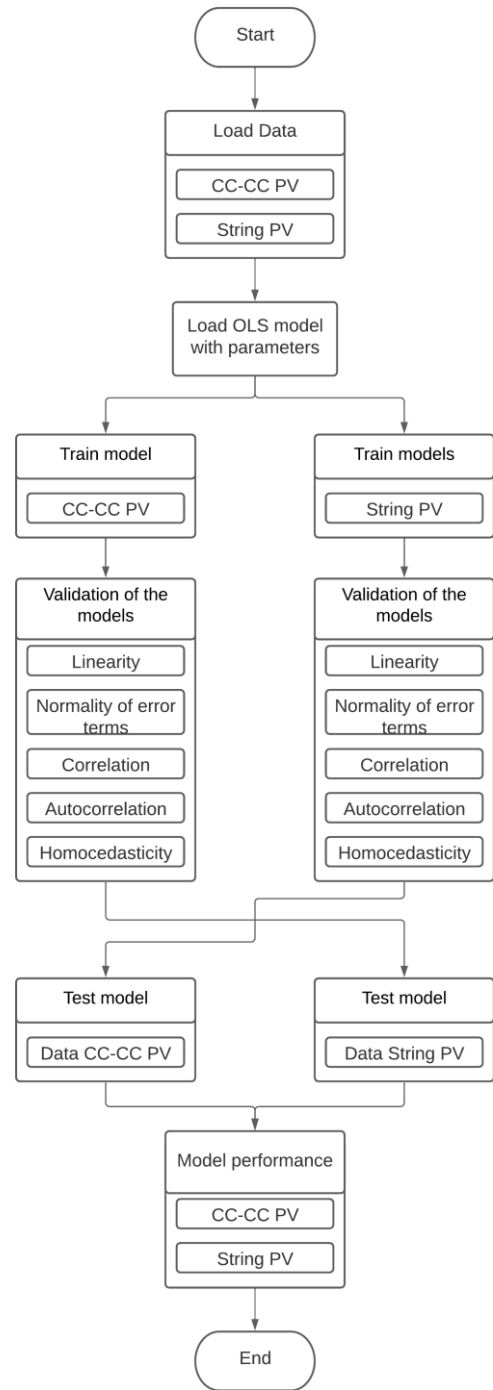 Start
Load Data
CC-CC PV
String PV
Load OLS model
with parameters
Train model
CC-CC PV
Train models
String PV
Validation of the
models
Linearity
Normality of error
terms
Correlation
Autocorrelation
Homocedasticity
Validation of the
models
Linearity
Normality of error
terms
Correlation
Autocorrelation
Homocedasticity
Test model
Data CC-CC PV
Test model
Data String PV
Model performance
CC-CC PV
String PV
End